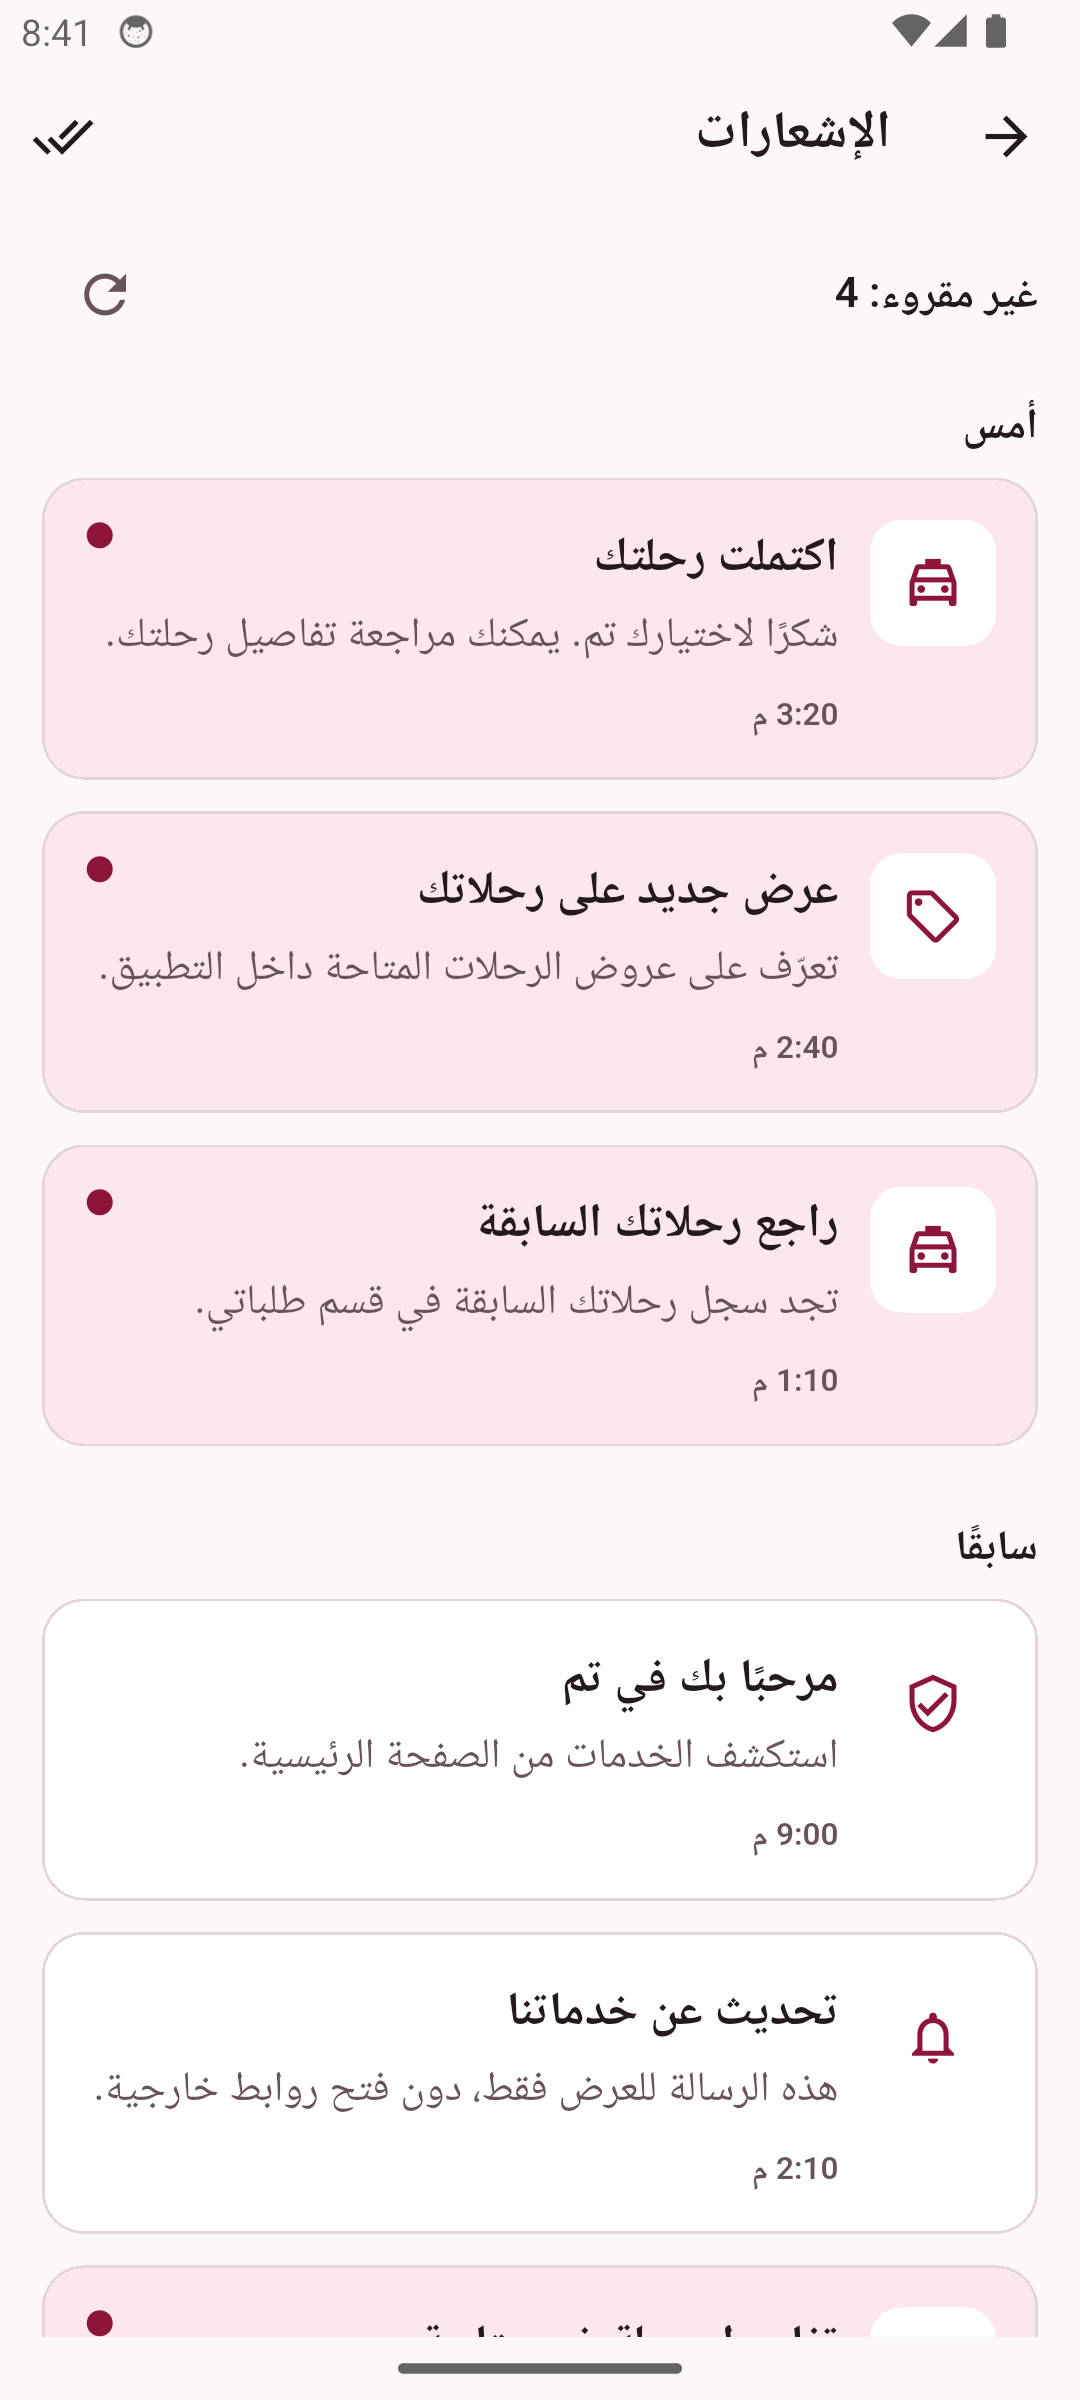 8:41
الإشعارات
غير مقروء: 4
أمس
اكتملت رحلتك
شكرًا لاختيارك تم. يمكنك مراجعة تفاصيل رحلتك.
3:20 م
عرض جديد على رحلاتك
تعرّف على عروض الرحلات المتاحة داخل التطبيق.
2:40 م
راجع رحلاتك السابقة
تجد سجل رحلاتك السابقة في قسم طلباتي.
1:10 م
سابقًا
مرحبًا بك في تم
استكشف الخدمات من الصفحة الرئيسية.
9:00 م
تحديث عن خدماتنا
هذه الرسالة للعرض فقط، دون فتح روابط خارجية.
2:10 م